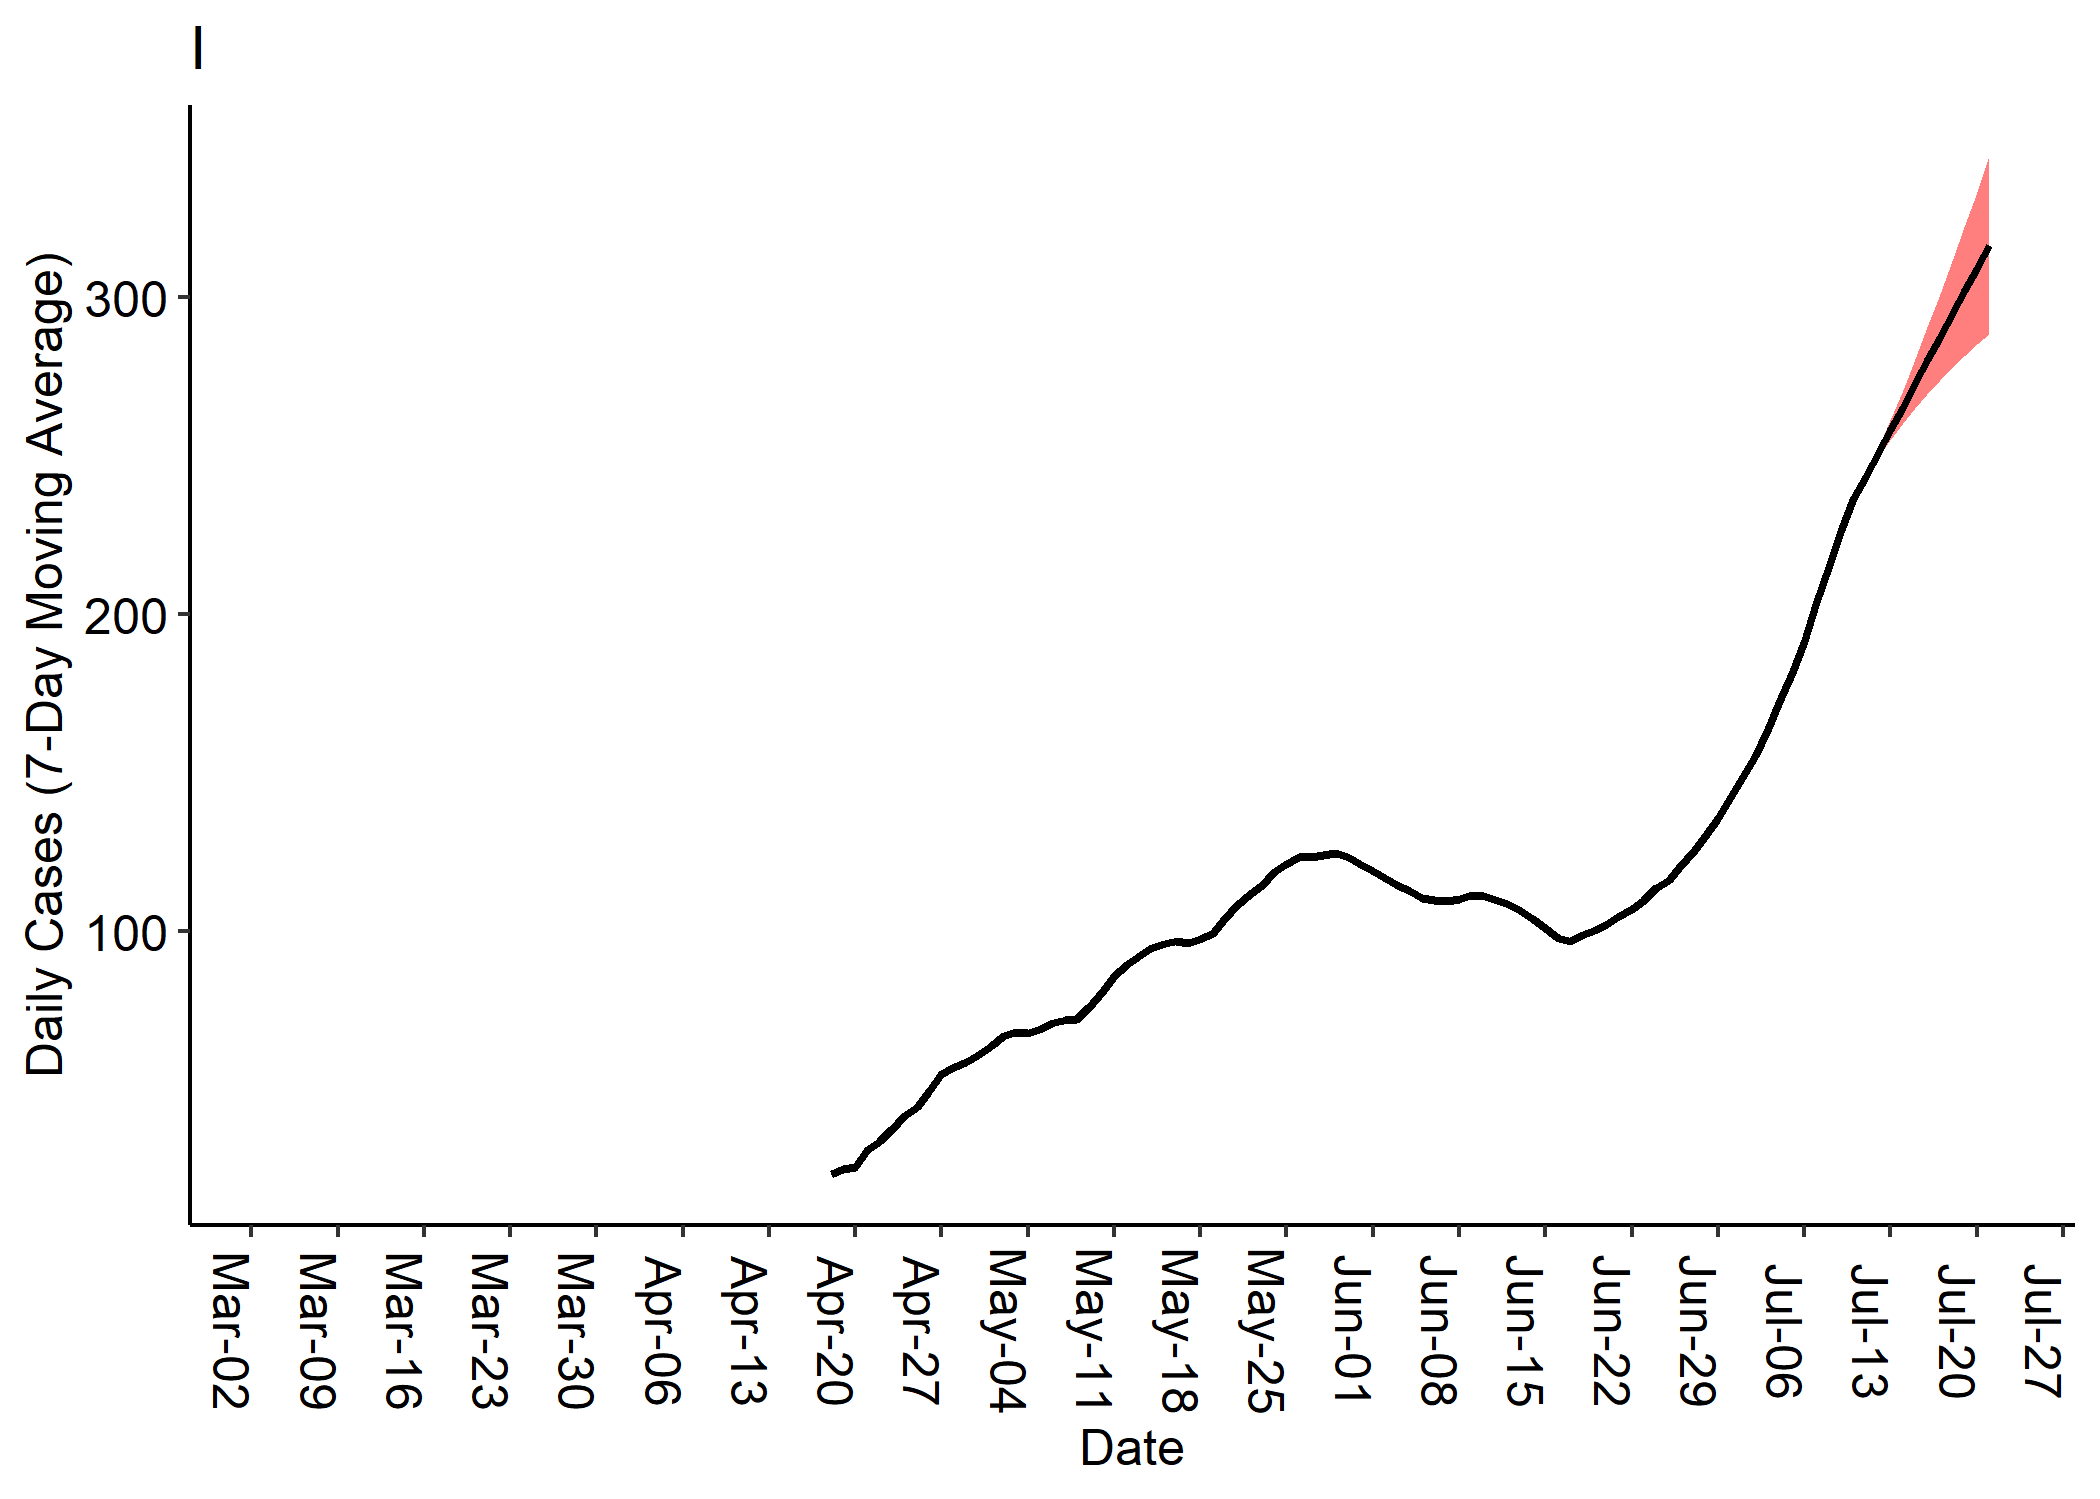 I
Daily Cases (7-Day Moving Average)
300
200
100
Mar-02
Mar-09
Mar-16
Mar-23
Mar-30
Apr-06
Apr-13
Apr-20
Apr-27
May-04
May-11
May-18
May-25
Jun-01
Jun-08
Jun-15
Jun-22
Jun-29
Jul-06
Jul-13
Jul-20
Jul-27
Date